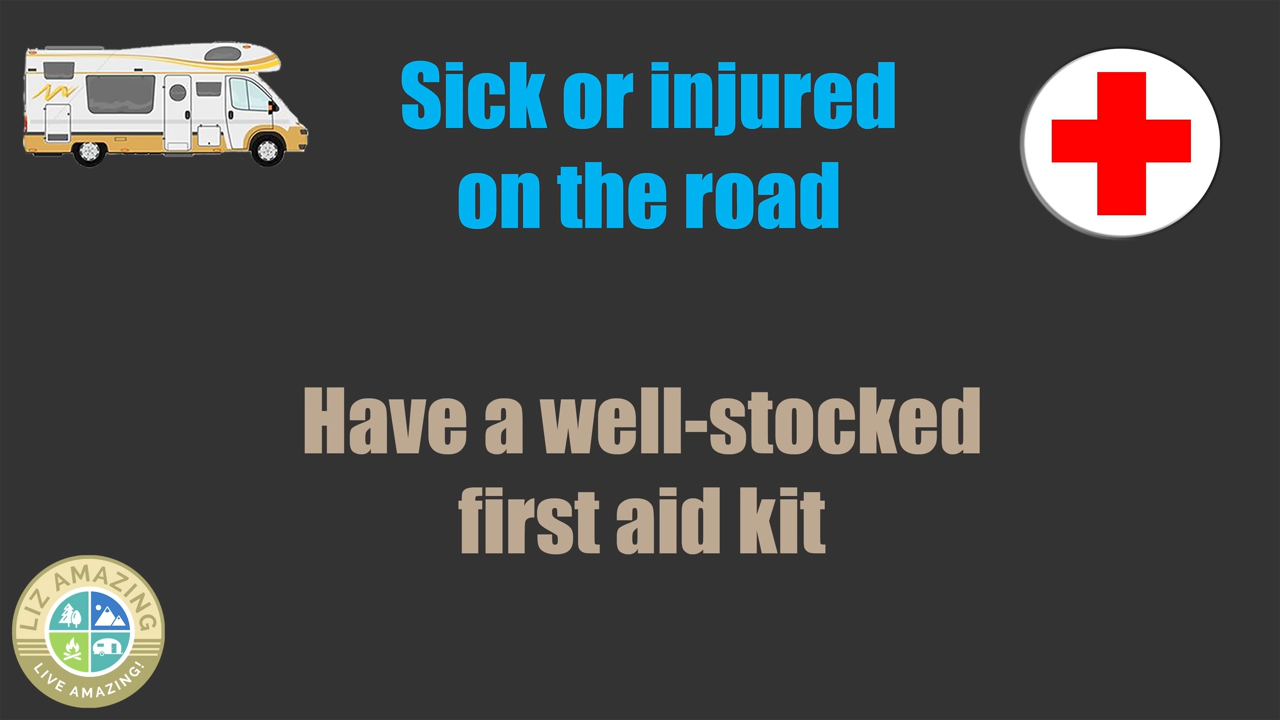 Sick or injured
on the road
Have a well-stocked
first aid kit
LIZ AMAZING
LIVE AMAZING!